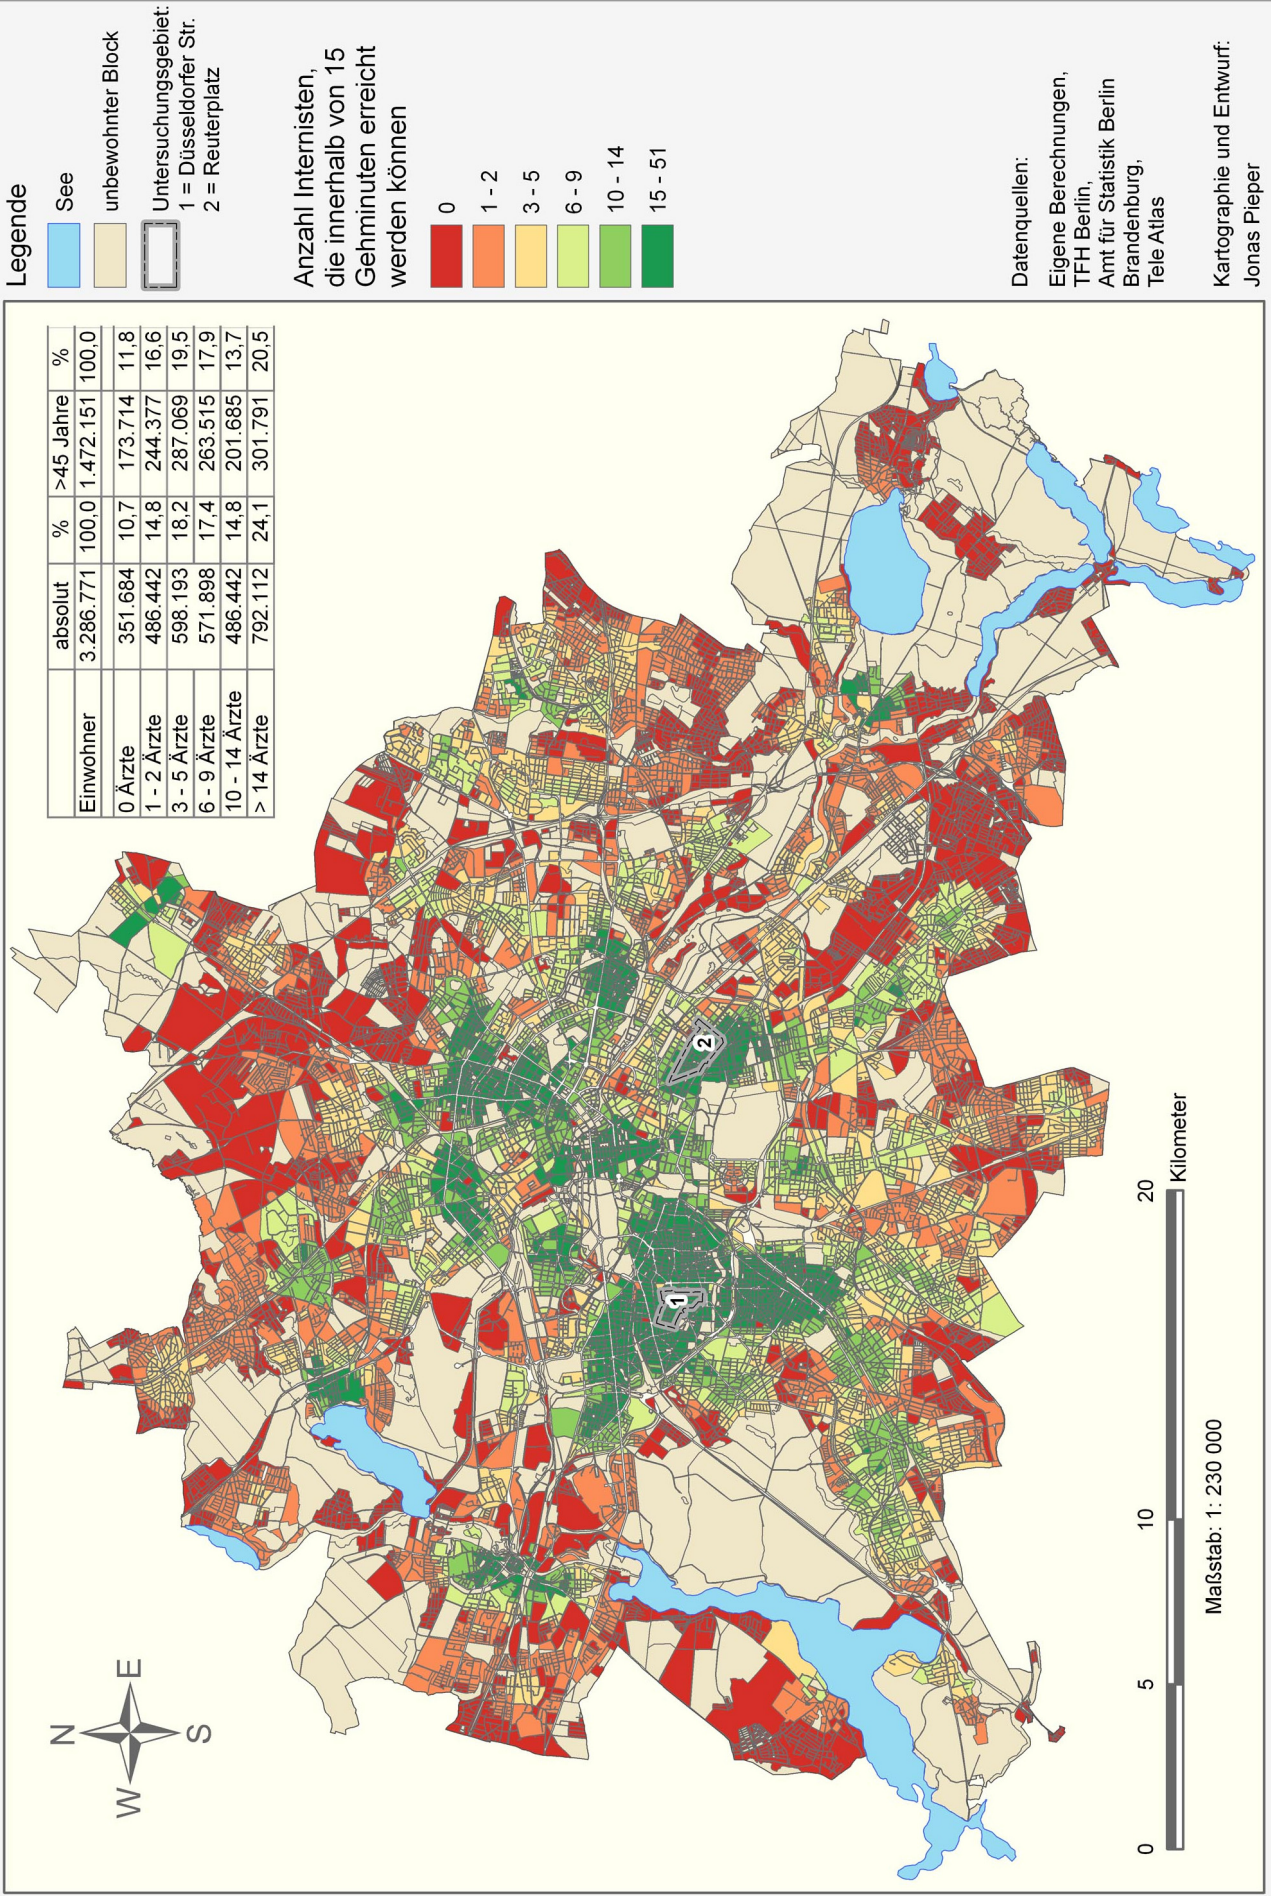 Legende
See
unbewohnter Block
Untersuchungsgebiet:
1 = Düsseldorfer Str.
2 = Reuterplatz
Anzahl Internisten,
die innerhalb von 15
Gehminuten erreicht
werden können
0
1 - 2
3 - 5
6 - 9
10 - 14
15 - 51
Datenquellen:
Eigene Berechnungen,
TFH Berlin,
Amt für Statistik Berlin
Brandenburg,
Tele Atlas
Kartographie und Entwurf:
Jonas Pieper
absolut % >45 Jahre %
Einwohner 3.286.771 100,0 1.472.151 100,0
0 Ärzte 351.684 10,7 173.714 11,8
1 - 2 Ärzte 486.442 14,8 244.377 16,6
3 - 5 Ärzte 598.193 18,2 287.069 19,5
6 - 9 Ärzte 571.898 17,4 263.515 17,9
10 - 14 Ärzte 486.442 14,8 201.685 13,7
> 14 Ärzte 792.112 24,1 301.791 20,5
N
W E
S
1
2
0 5 10 20
Kilometer
Maßstab: 1: 230 000